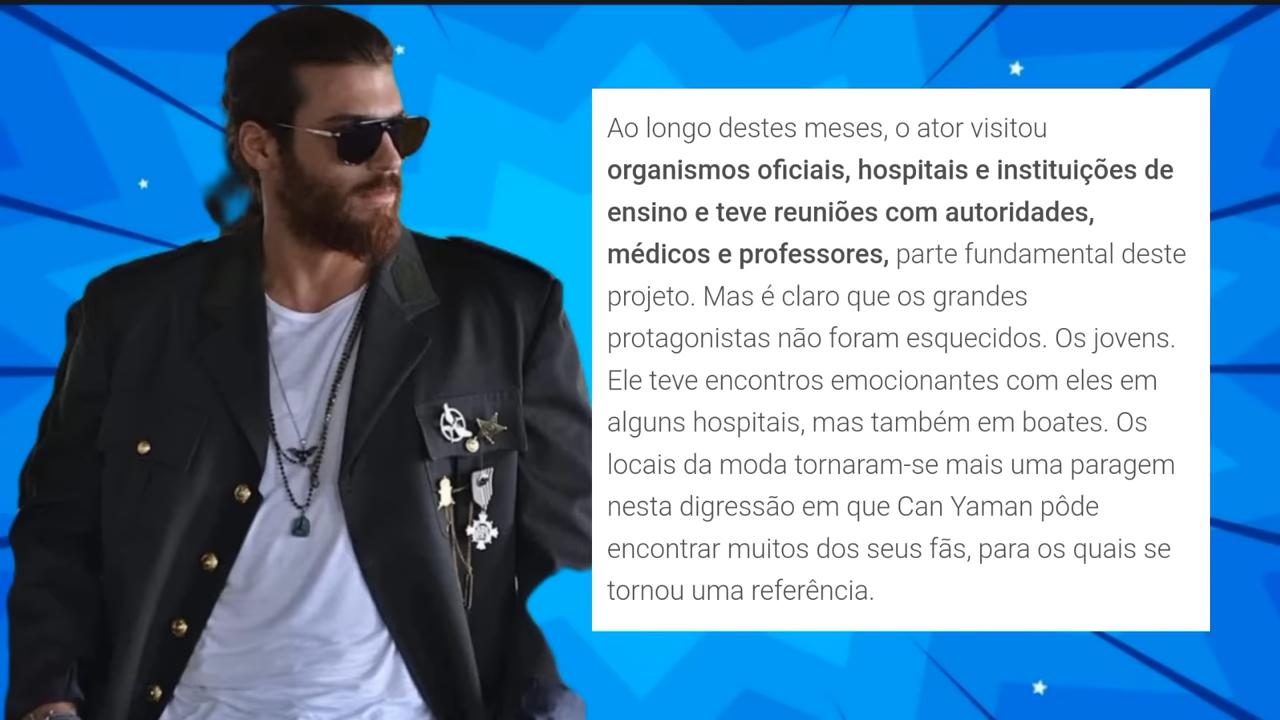 Ao longo destes meses, o ator visitou
organismos oficiais, hospitais e instituições de
ensino e teve reuniões com autoridades,
médicos e professores, parte fundamental deste
projeto. Mas é claro que os grandes
protagonistas não foram esquecidos. Os jovens.
Ele teve encontros emocionantes com eles em
alguns hospitais, mas também em boates. Os
locais da moda tornaram-se mais uma paragem
nesta digressão em que Can Yaman pôde
encontrar muitos dos seus fãs, para os quais se
tornou uma referência.